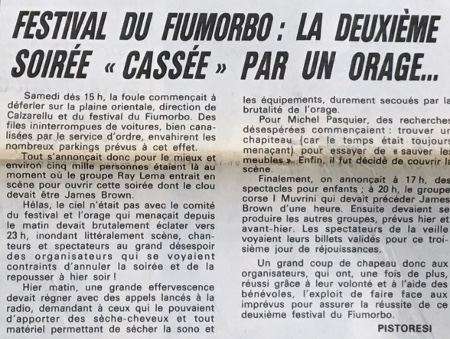 FESTIVAL DU FIUMORBO : LA DEUXIÈME
SOIRÉE « CASSÉE » PAR UN ORAGE...
Samedi dés 15 h, la foule commençait à
déferler sur la plaine orientale, direction de
Calzarellu et du festival du Fiumorbo. Des
files ininterrompues de voitures, bien cana-
lisées par le service d'ordre, envahirent les
nombreux parkings prévus à cet effet.
Tout s'annonçait donc pour le mieux et
environ cinq mille personnes étaient là au
moment où le groupe Ray Lema entrait en
scène pour ouvrir cette soirée dont le clou
devait être James Brown.
Hélas, le ciel n'était pas avec le comité
du festival et l'orage qui menaçait depuis
le matin devait brutalement éclater vers
23 h, inondant littéralement scène, chan-
teurs et spectateurs au grand désespoir
des organisateurs qui se voyaient
contraints d'annuler la soirée et de la
repousser à hier soir !
Hier matin, une grande effervescence
devait régner avec des appels lancés à la
radio, demandant à ceux qui le pouvaient
d'apporter des sèche-cheveux et tout
matériel permettant de sécher la sono et
les équipements, durement secoués par la
brutalité de l'orage.
Pour Michel Pasquier, des recherches
désespérées commençaient : trouver un
chapiteau (car le temps était toujours
menaçant) pour essayer de « sauver les
meubles ». Enfin, il fut décidé de couvrir la
scène.
Finalement, on annonçait à 17 h, des
spectacles pour enfants ; à 20 h, le groupe
corse I Muvrini qui devait précéder James
Brown d'une heure. Ensuite devaient se
produire les autres groupes, prévus hier et
avant-hier. Les spectateurs de la veille
voyaient leurs billets validés pour ce troi-
sième jour de réjouissances.
Un grand coup de chapeau donc aux
organisateurs, qui ont, une fois de plus,
réussi grâce à leur volonté et à l'aide des
bénévoles, l'exploit de faire face aux
imprévus pour assurer la réussite de ce
deuxième festival du Fiumorbo.
PISTORESI